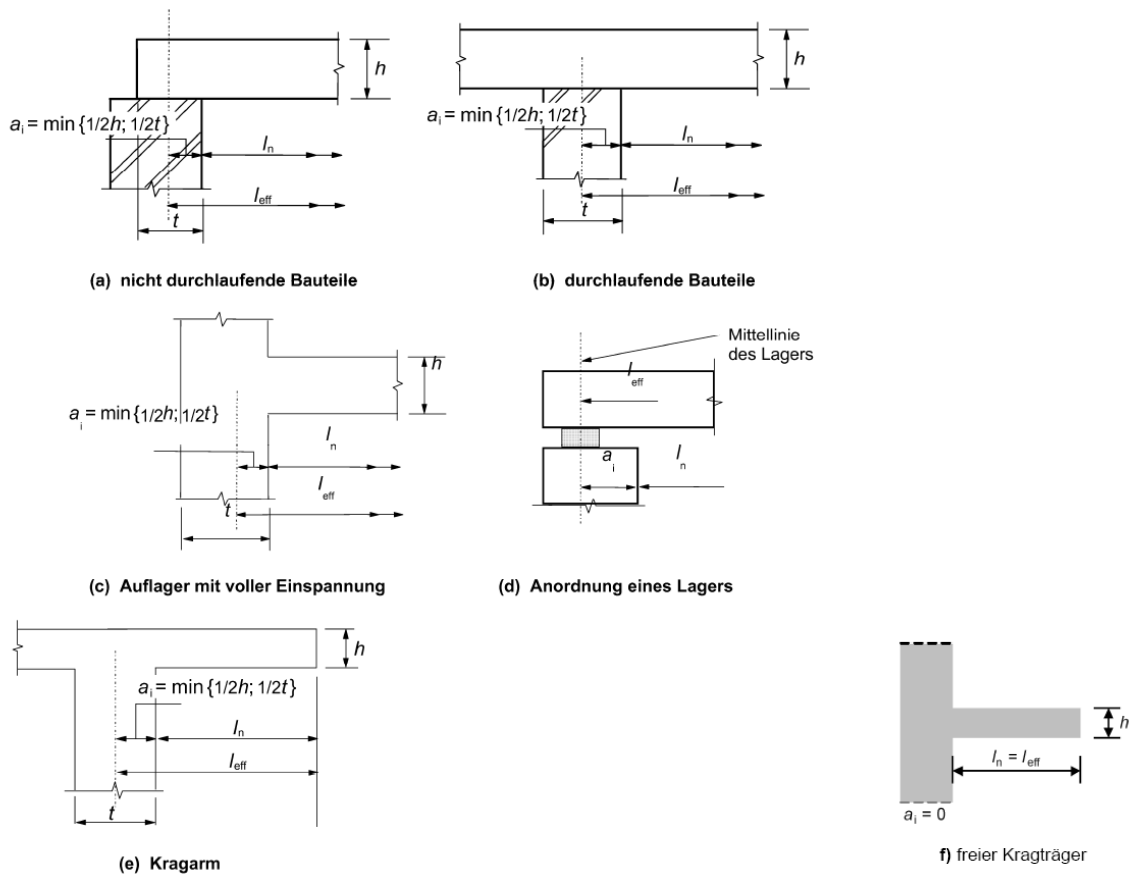 h
a_i = min {1/2h; 1/2t}
l_n
l_eff
t
(a) nicht durchlaufende Bauteile
h
a_i = min {1/2h; 1/2t}
l_n
l_eff
t
(b) durchlaufende Bauteile
h
a_i = min {1/2h; 1/2t}
l_n
l_eff
t
(c) Auflager mit voller Einspannung
Mittellinie
des Lagers
l_eff
a_i
l_n
(d) Anordnung eines Lagers
h
a_i = min {1/2h; 1/2t}
l_n
l_eff
t
(e) Kragarm
h
l_n = l_eff
a_i = 0
f) freier Kragträger